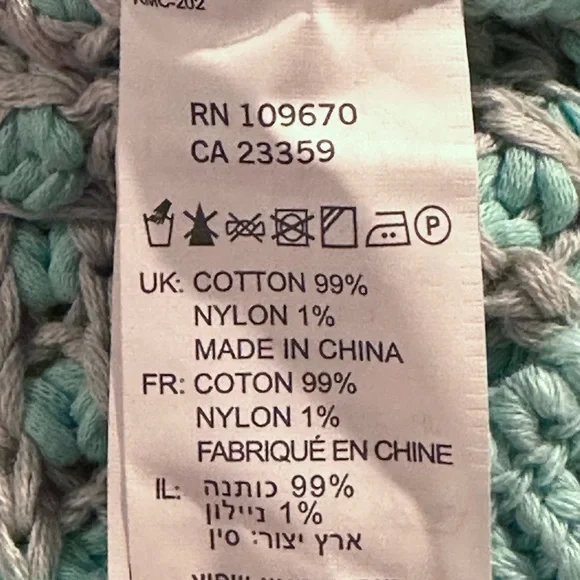 RN 109670
CA 23359
P
UK: COTTON 99%
NYLON 1%
MADE IN CHINA
FR: COTON 99%
NYLON 1%
FABRIQUÉ EN CHINE
IL: כותנה 99%
ניילון 1%
ארץ יצור: סין